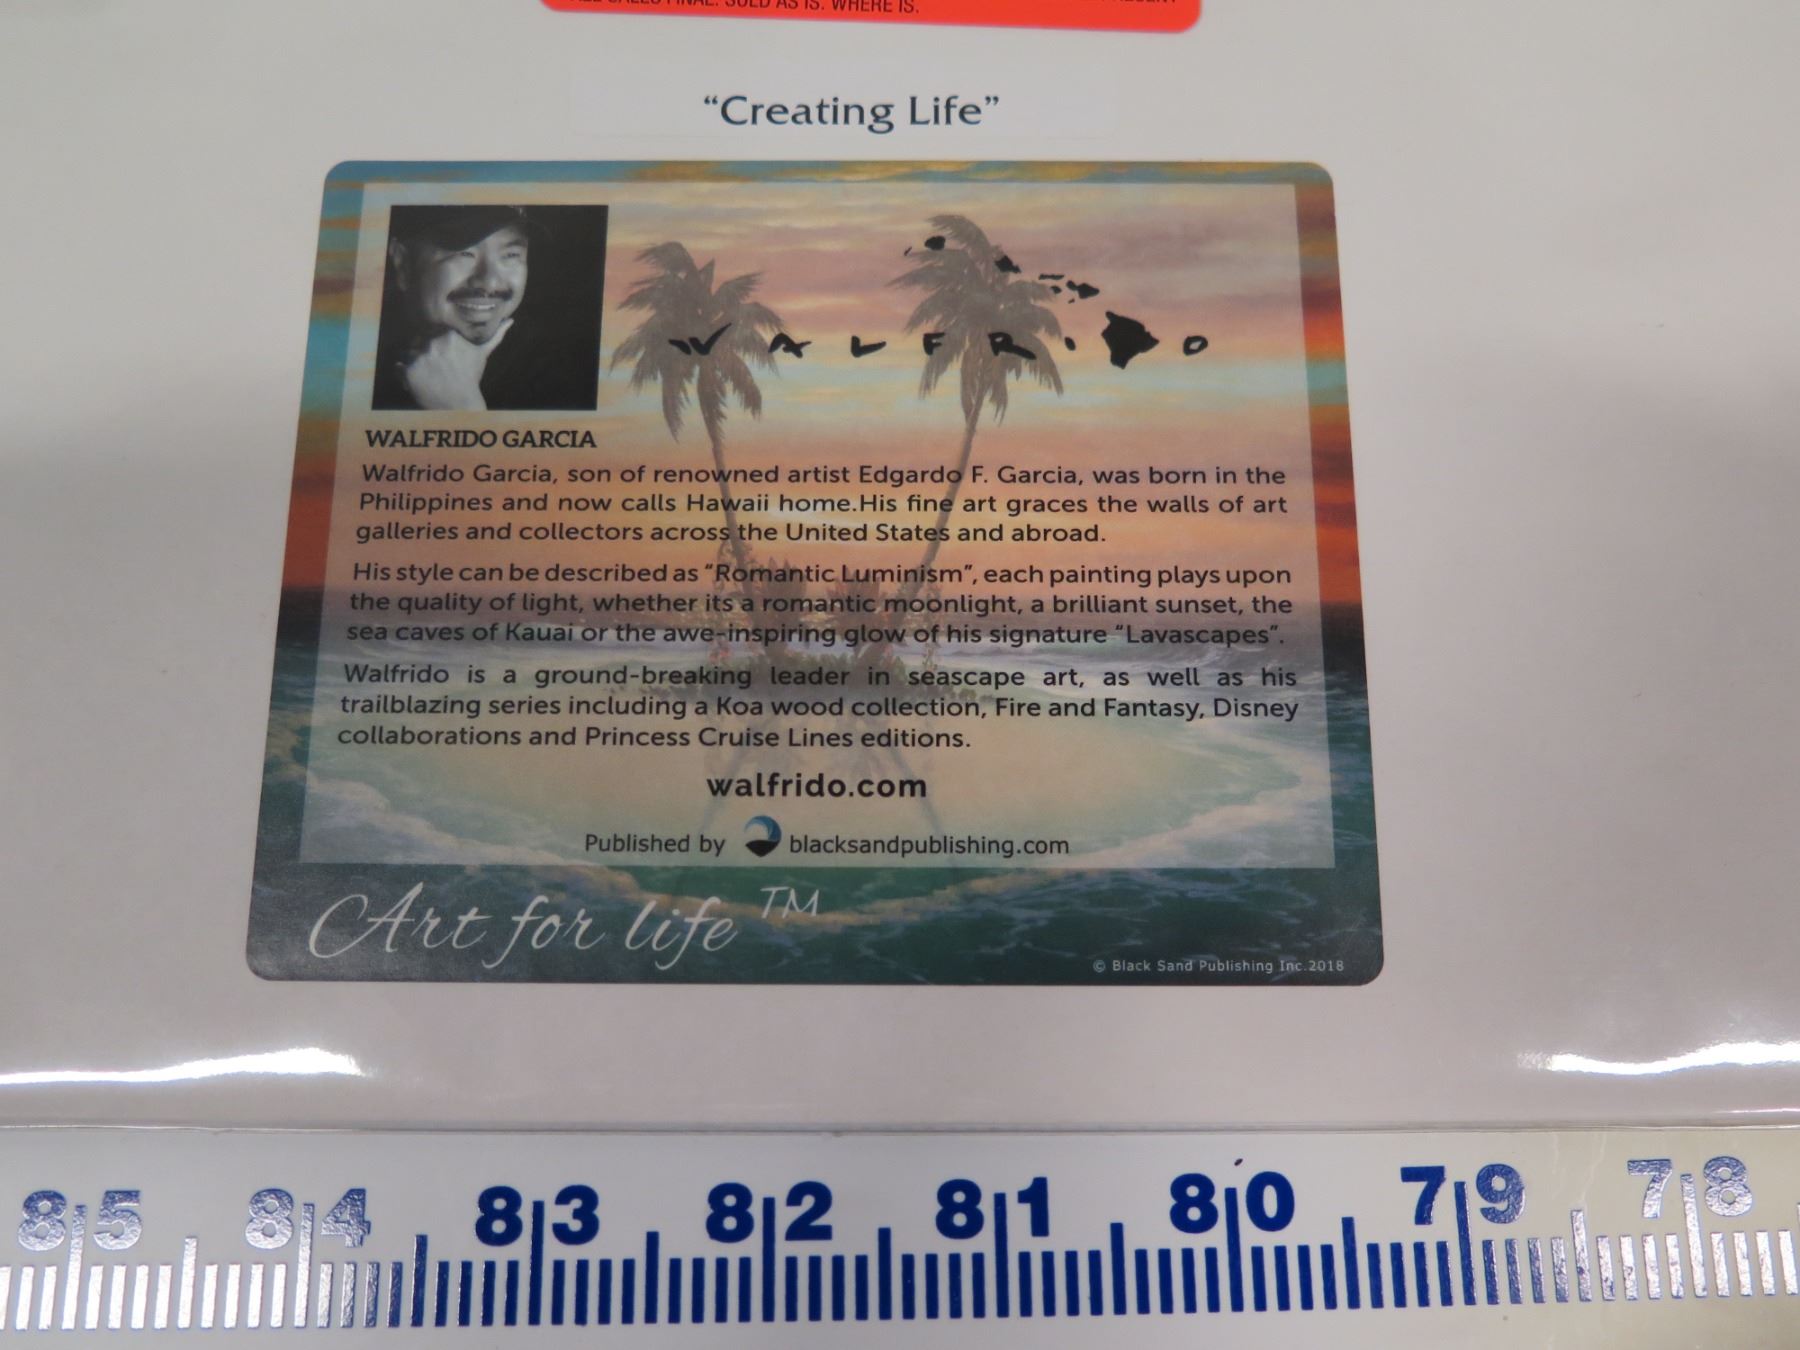 SOLD AS IS. WHERE IS.
“Creating Life”
WALFRIDO
WALFRIDO GARCIA
Walfrido Garcia, son of renowned artist Edgardo F. Garcia, was born in the
Philippines and now calls Hawaii home.His fine art graces the walls of art
galleries and collectors across the United States and abroad.
His style can be described as “Romantic Luminism”, each painting plays upon
the quality of light, whether its a romantic moonlight, a brilliant sunset, the
sea caves of Kauai or the awe-inspiring glow of his signature “Lavascapes”.
Walfrido is a ground-breaking leader in seascape art, as well as his
trailblazing series including a Koa wood collection, Fire and Fantasy, Disney
collaborations and Princess Cruise Lines editions.
walfrido.com
Published by blacksandpublishing.com
Art for life™
© Black Sand Publishing Inc.2018
85 84 83 82 81 80 79 78